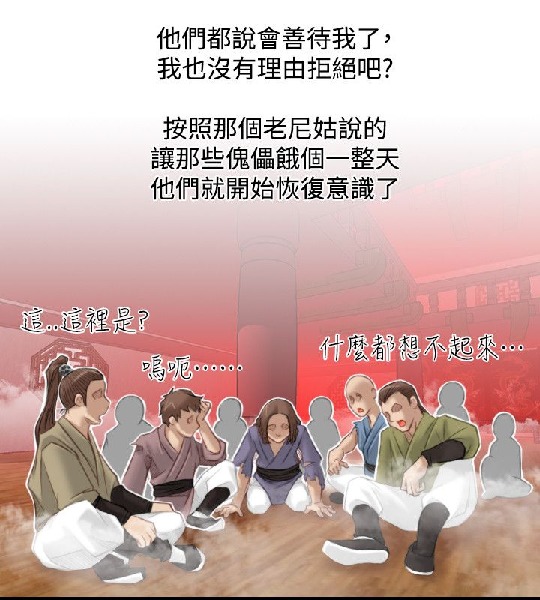 他們都說會善待我了，
我也沒有理由拒絕吧？
按照那個老尼姑說的
讓那些傀儡餓個一整天
他們就開始恢復意識了
這..這裡是?
嗚呃……
什麼都想不起來…